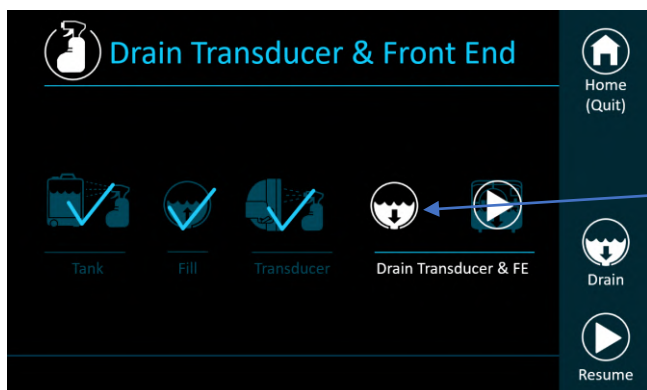 Drain Transducer & Front End
Home
(Quit)
Tank
Fill
Transducer
Drain Transducer & FE
Drain
Resume